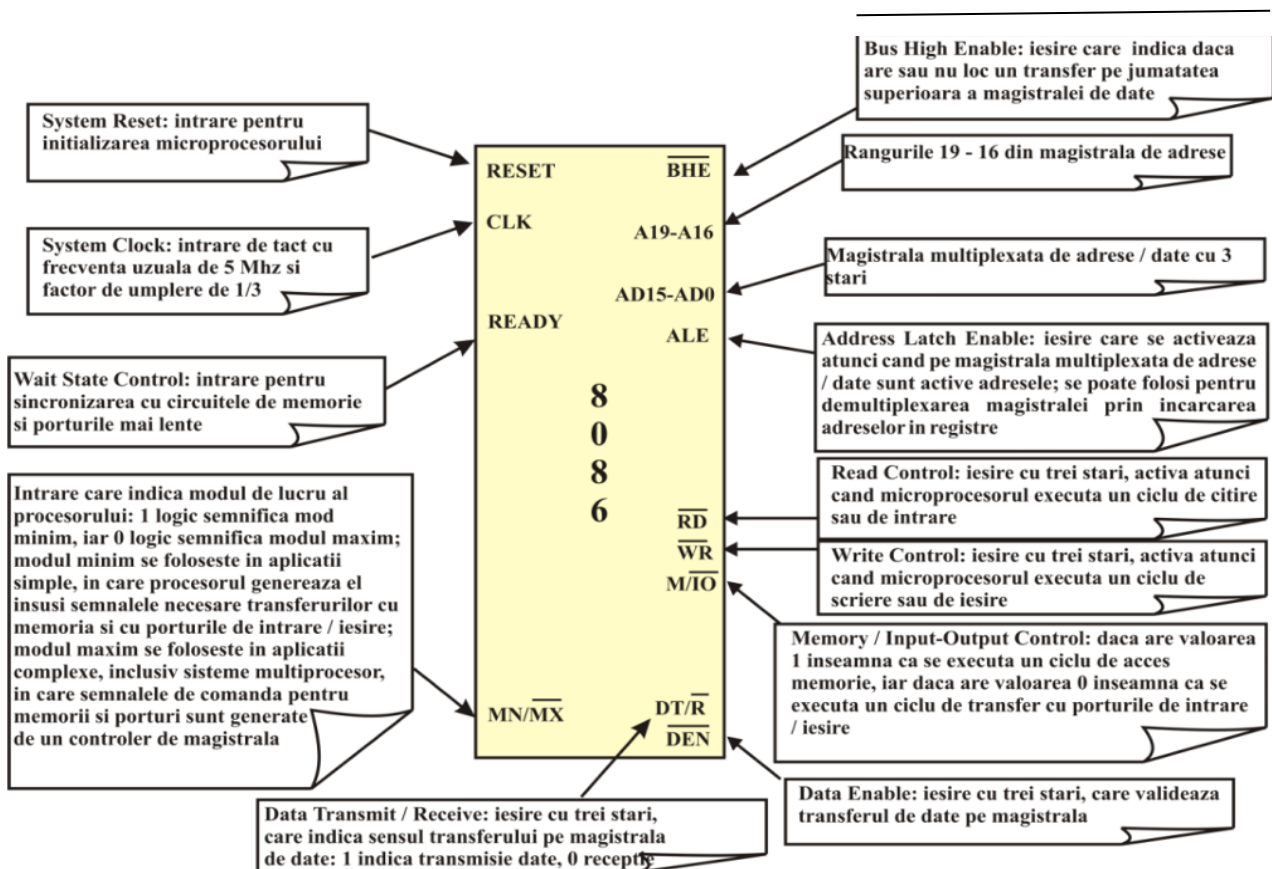 Bus High Enable: iesire care indica daca
are sau nu loc un transfer pe jumatatea
superioara a magistralei de date
System Reset: intrare pentru
initializarea microprocesorului
Rangurile 19 - 16 din magistrala de adrese
System Clock: intrare de tact cu
frecventa uzuala de 5 Mhz si
factor de umplere de 1/3
Magistrala multiplexata de adrese / date cu 3
stari
Wait State Control: intrare pentru
sincronizarea cu circuitele de memorie
si porturile mai lente
Address Latch Enable: iesire care se activeaza
atunci cand pe magistrala multiplexata de adrese
/ date sunt active adresele; se poate folosi pentru
demultiplexarea magistralei prin incarcarea
adreselor in registre
Intrare care indica modul de lucru al
procesorului: 1 logic semnifica mod
minim, iar 0 logic semnifica modul maxim;
modul minim se foloseste in aplicatii
simple, in care procesorul genereaza el
insusi semnalele necesare transferurilor cu
memoria si cu porturile de intrare / iesire;
modul maxim se foloseste in aplicatii
complexe, inclusiv sisteme multiprocesor,
in care semnalele de comanda pentru
memorii si porturi sunt generate
de un controler de magistrala
RESET
CLK
READY
MN/M̅X̅
8
0
8
6
B̅H̅E̅
A19-A16
AD15-AD0
ALE
R̅D̅
W̅R̅
M/I̅O̅
DT/R̅
D̅E̅N̅
Read Control: iesire cu trei stari, activa atunci
cand microprocesorul executa un ciclu de citire
sau de intrare
Write Control: iesire cu trei stari, activa atunci
cand microprocesorul executa un ciclu de
scriere sau de iesire
Memory / Input-Output Control: daca are valoarea
1 inseamna ca se executa un ciclu de acces
memorie, iar daca are valoarea 0 inseamna ca se
executa un ciclu de transfer cu porturile de intrare
/ iesire
Data Enable: iesire cu trei stari, care valideaza
transferul de date pe magistrala
Data Transmit / Receive: iesire cu trei stari,
care indica sensul transferului pe magistrala
de date: 1 indica transmisie date, 0 receptie